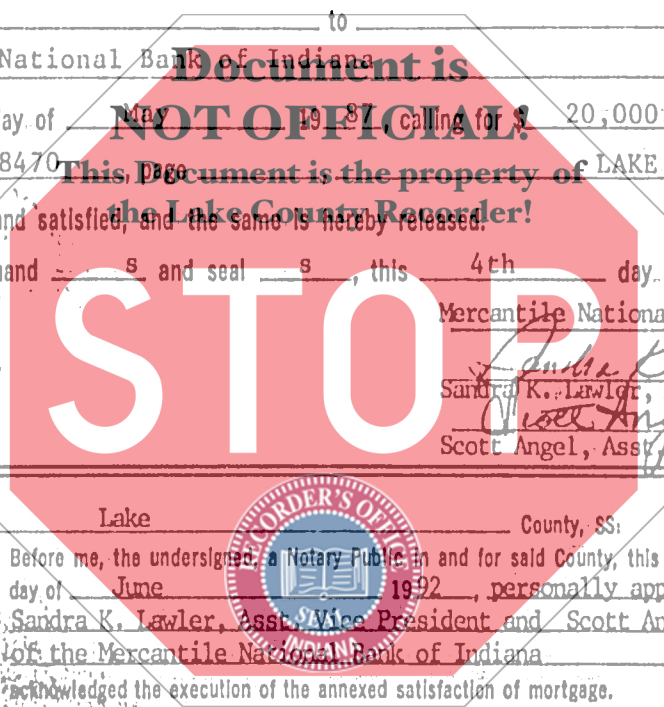 to
National Bank of Indiana
Document is
day of May 19 87, calling for $ 20,000
NOT OFFICIAL!
8470, page , of LAKE
This Document is the property of
and satisfied, and the same is hereby released.
the Lake County Recorder!
hand s and seal s, this 4th day
STOP
Mercantile Nationa
Sandra K. Lawler,
Scott Angel, Asst
Lake County, SS:
RECORDER'S OFFICE
Before me, the undersigned, a Notary Public in and for said County, this
day of June 1992, personally app
SEAL
Sandra K. Lawler, Asst. Vice President and Scott An
INDIANA
of the Mercantile National Bank of Indiana
acknowledged the execution of the annexed satisfaction of mortgage.